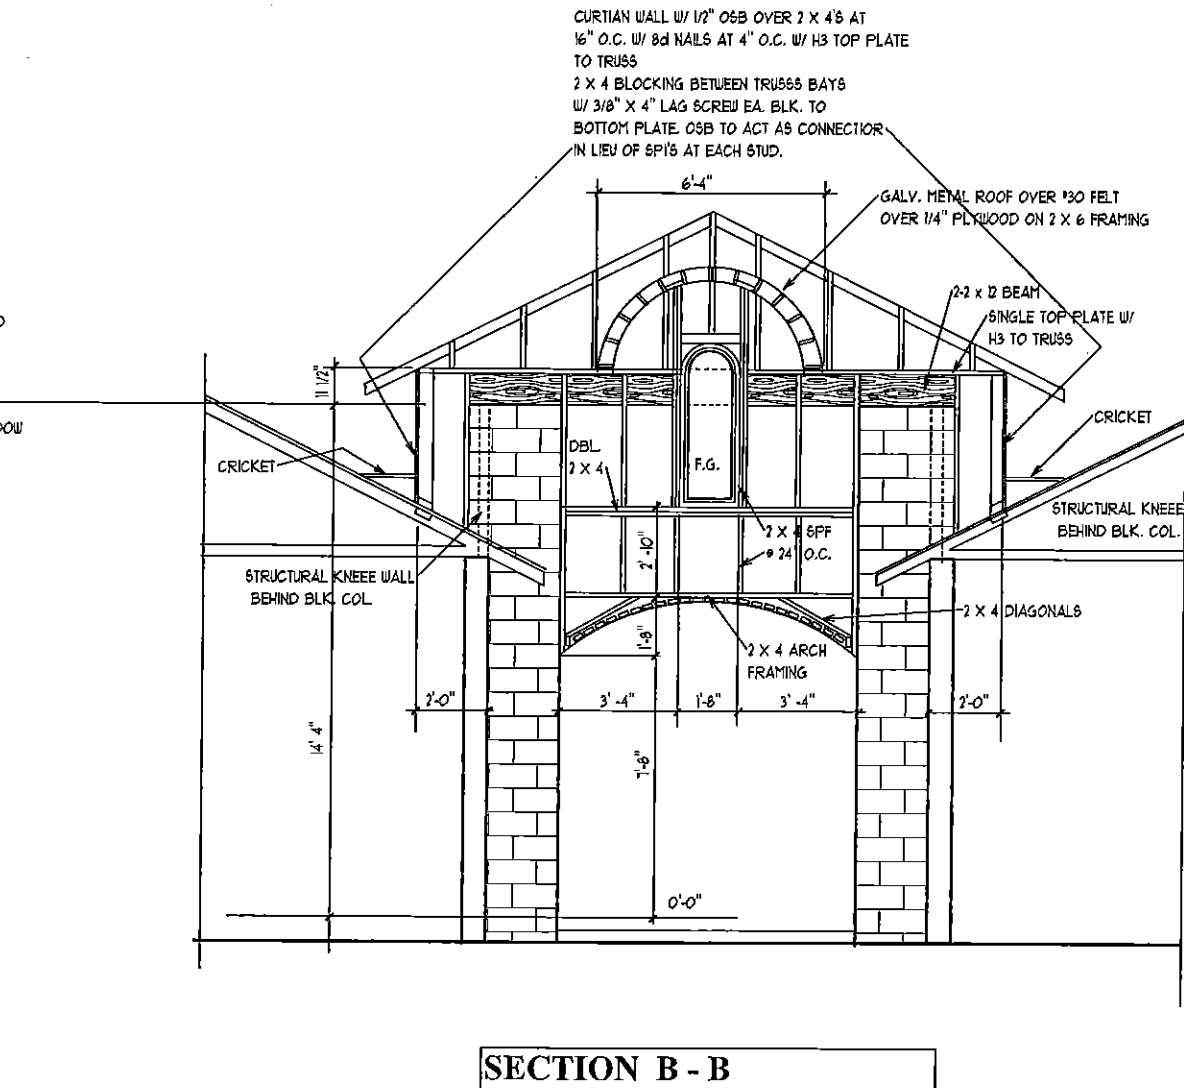 CURTIAN WALL W/ 1/2" OSB OVER 2 X 4'S AT
16" O.C. W/ 8d NAILS AT 4" O.C. W/ H3 TOP PLATE
TO TRUSS
2 X 4 BLOCKING BETWEEN TRUSSS BAYS
W/ 3/8" X 4" LAG SCREW EA. BLK. TO
BOTTOM PLATE. OSB TO ACT AS CONNECTIOR
IN LIEU OF SP1'S AT EACH STUD.
6'-4"
GALV. METAL ROOF OVER #30 FELT
OVER 1/4" PLYWOOD ON 2 X 6 FRAMING
2-2 x 12 BEAM
SINGLE TOP PLATE W/
H3 TO TRUSS
11 1/2"
DOW
CRICKET
CRICKET
DBL
2 X 4
F.G.
STRUCTURAL KNEEE
BEHIND BLK. COL.
2 X 4 SPF
@ 24" O.C.
2'-10"
STRUCTURAL KNEEE WALL
BEHIND BLK. COL
2 X 4 DIAGONALS
1'-8"
2 X 4 ARCH
FRAMING
2'-0"
3'-4"
1'-8"
3'-4"
2'-0"
14' 4"
7'-8"
0'-0"
SECTION B - B